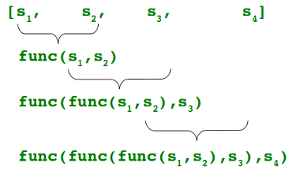 [s₁, s₂, s₃, s₄]
func(s₁,s₂)
func(func(s₁,s₂),s₃)
func(func(func(s₁,s₂),s₃),s₄)